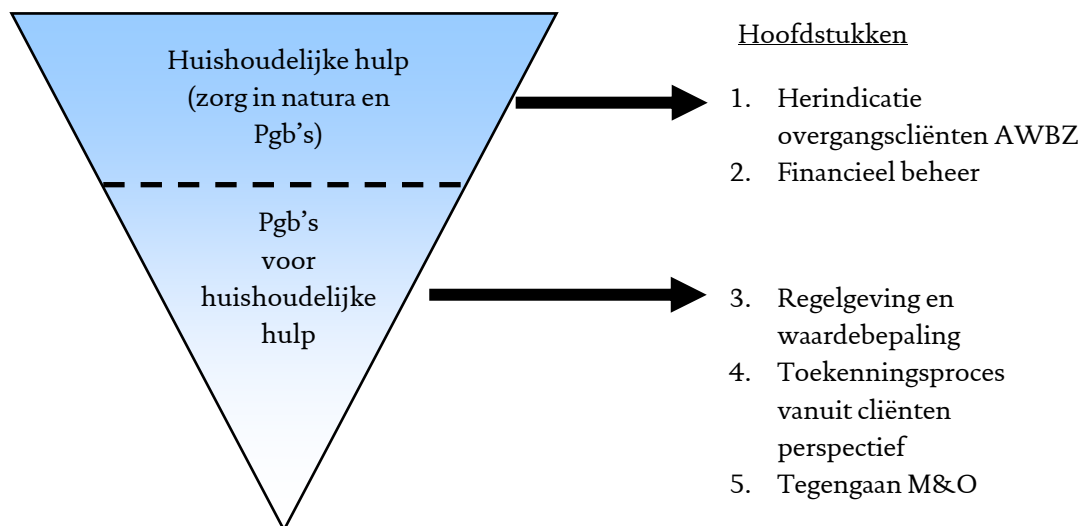 Huishoudelijke hulp
(zorg in natura en
Pgb’s)
Pgb’s
voor
huishoudelijke
hulp
Hoofdstukken
1. Herindicatie
overgangscliënten AWBZ
2. Financieel beheer
3. Regelgeving en
waardebepaling
4. Toekenningsproces
vanuit cliënten
perspectief
5. Tegengaan M&O